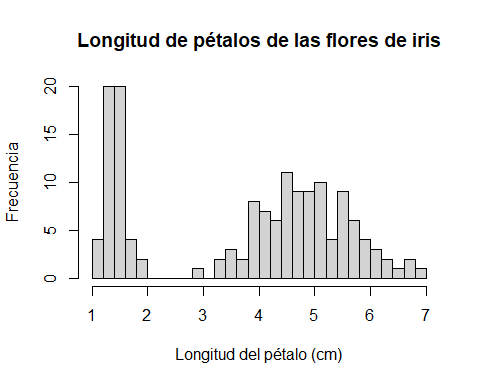 Longitud de pétalos de las flores de iris
Frecuencia
20
15
10
5
0
1 2 3 4 5 6 7
Longitud del pétalo (cm)